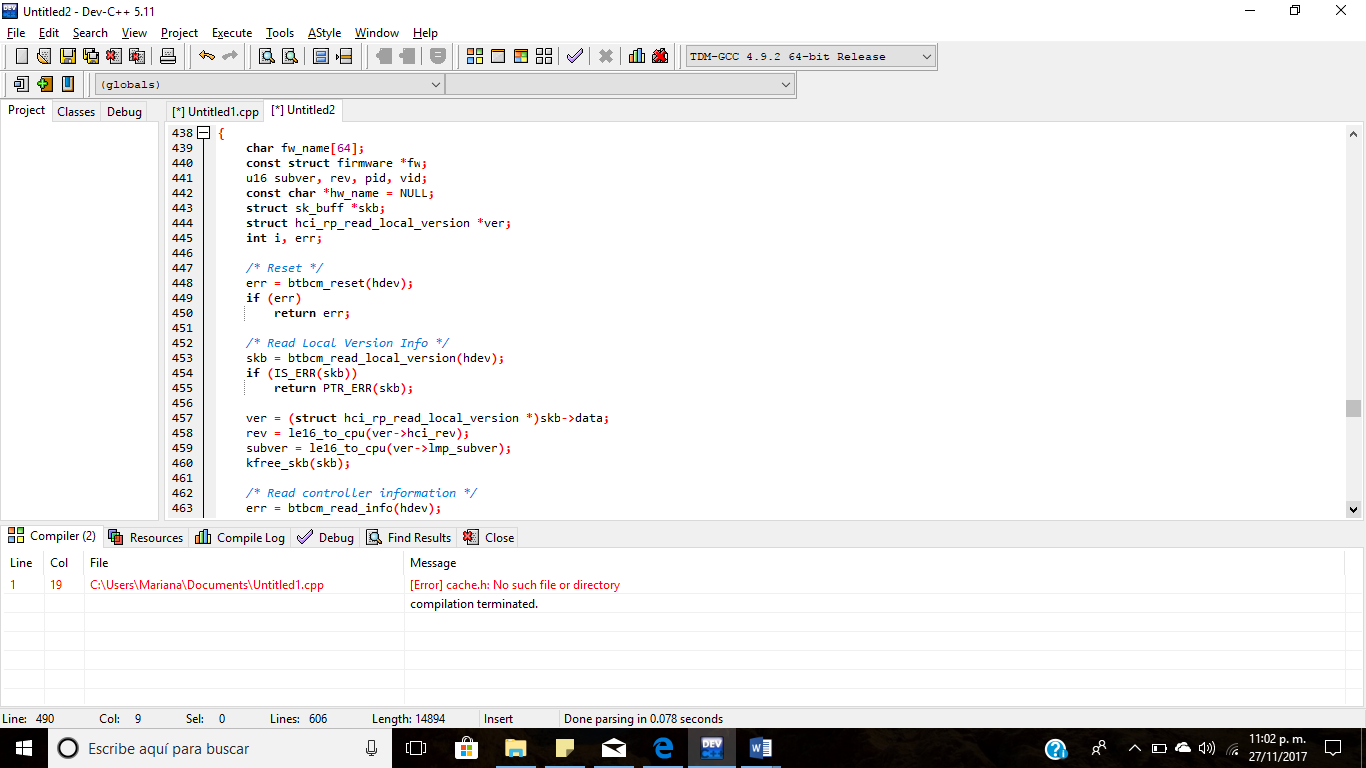 Untitled2 - Dev-C++ 5.11
File Edit Search View Project Execute Tools AStyle Window Help
TDM-GCC 4.9.2 64-bit Release
(globals)
Project Classes Debug
[*] Untitled1.cpp [*] Untitled2
438 {
439 char fw_name[64];
440 const struct firmware *fw;
441 u16 subver, rev, pid, vid;
442 const char *hw_name = NULL;
443 struct sk_buff *skb;
444 struct hci_rp_read_local_version *ver;
445 int i, err;
446
447 /* Reset */
448 err = btbcm_reset(hdev);
449 if (err)
450 return err;
451
452 /* Read Local Version Info */
453 skb = btbcm_read_local_version(hdev);
454 if (IS_ERR(skb))
455 return PTR_ERR(skb);
456
457 ver = (struct hci_rp_read_local_version *)skb->data;
458 rev = le16_to_cpu(ver->hci_rev);
459 subver = le16_to_cpu(ver->lmp_subver);
460 kfree_skb(skb);
461
462 /* Read controller information */
463 err = btbcm_read_info(hdev);
Compiler (2) Resources Compile Log Debug Find Results Close
Line Col File Message
1 19 C:\Users\Mariana\Documents\Untitled1.cpp [Error] cache.h: No such file or directory
compilation terminated.
Line: 490 Col: 9 Sel: 0 Lines: 606 Length: 14894 Insert Done parsing in 0.078 seconds
Escribe aquí para buscar
11:02 p. m.
27/11/2017